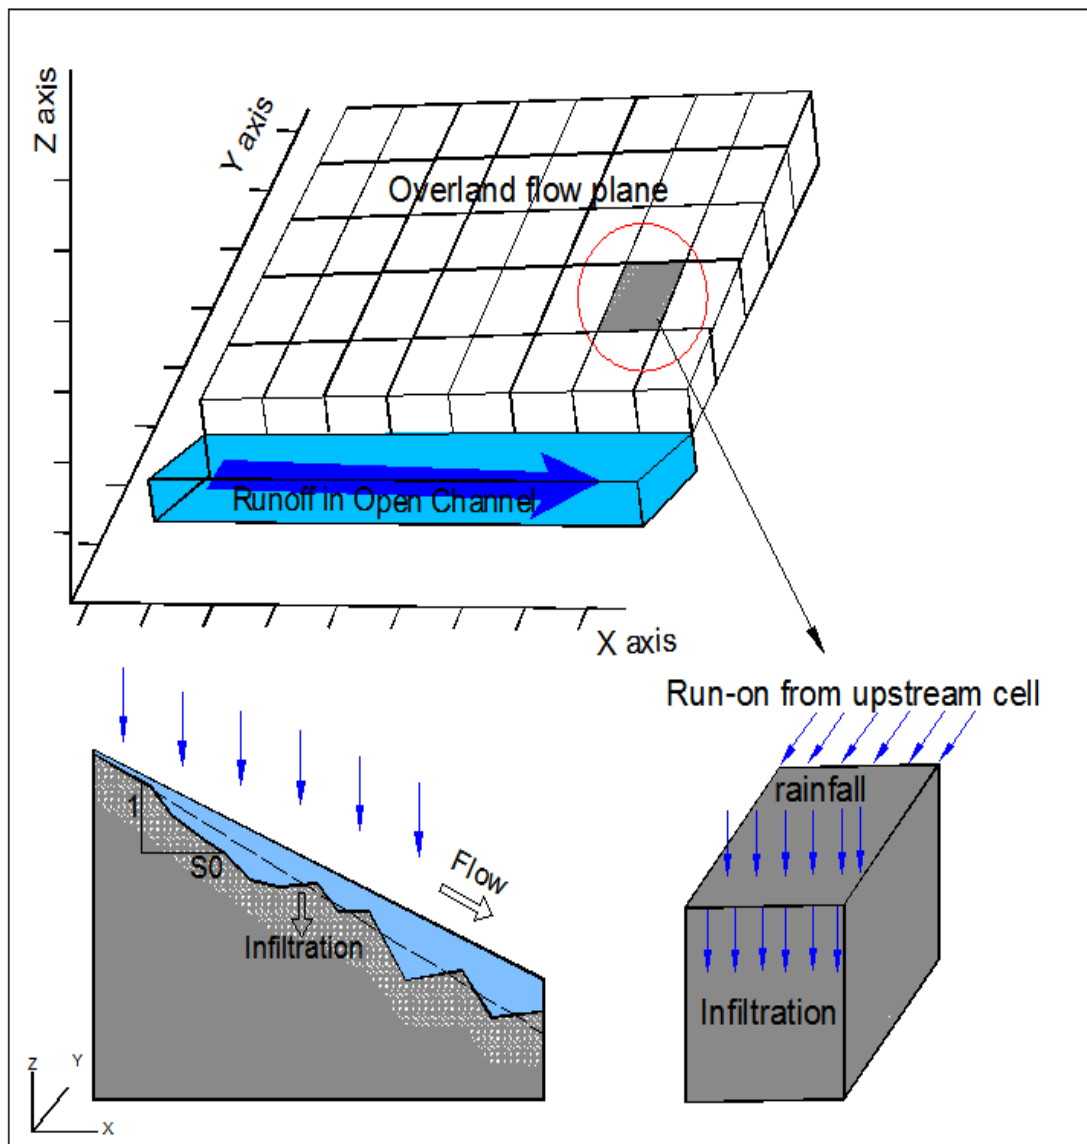 Z axis
Y axis
Overland flow plane
Runoff in Open Channel
X axis
Run-on from upstream cell
rainfall
1
S0
Flow
Infiltration
Infiltration
Z
Y
X